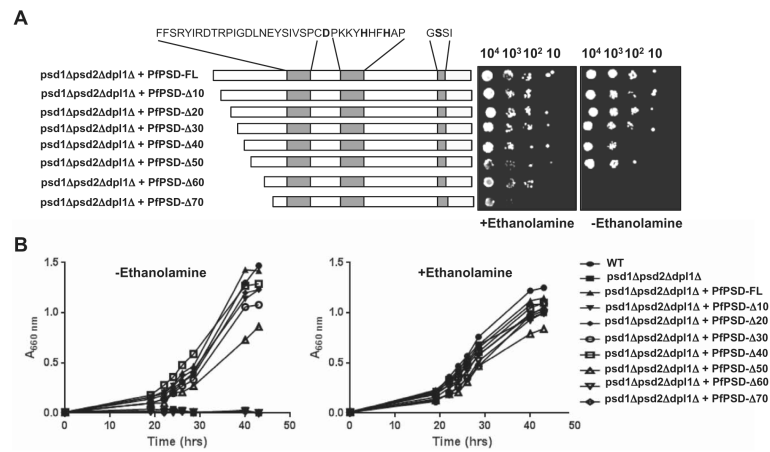 A
FFSRYIRDTRPIGDLNEYSIVSPCDPKKYHHFHAP GSSI
10⁴ 10³ 10² 10 10⁴ 10³ 10² 10
psd1Δpsd2Δdpl1Δ + PfPSD-FL
psd1Δpsd2Δdpl1Δ + PfPSD-Δ10
psd1Δpsd2Δdpl1Δ + PfPSD-Δ20
psd1Δpsd2Δdpl1Δ + PfPSD-Δ30
psd1Δpsd2Δdpl1Δ + PfPSD-Δ40
psd1Δpsd2Δdpl1Δ + PfPSD-Δ50
psd1Δpsd2Δdpl1Δ + PfPSD-Δ60
psd1Δpsd2Δdpl1Δ + PfPSD-Δ70
+Ethanolamine -Ethanolamine
B
-Ethanolamine
1.5
1.0
0.5
0.0
A660 nm
0 10 20 30 40 50
Time (hrs)
+Ethanolamine
1.5
1.0
0.5
0.0
A660 nm
0 10 20 30 40 50
Time (hrs)
WT
psd1Δpsd2Δdpl1Δ
psd1Δpsd2Δdpl1Δ + PfPSD-FL
psd1Δpsd2Δdpl1Δ + PfPSD-Δ10
psd1Δpsd2Δdpl1Δ + PfPSD-Δ20
psd1Δpsd2Δdpl1Δ + PfPSD-Δ30
psd1Δpsd2Δdpl1Δ + PfPSD-Δ40
psd1Δpsd2Δdpl1Δ + PfPSD-Δ50
psd1Δpsd2Δdpl1Δ + PfPSD-Δ60
psd1Δpsd2Δdpl1Δ + PfPSD-Δ70